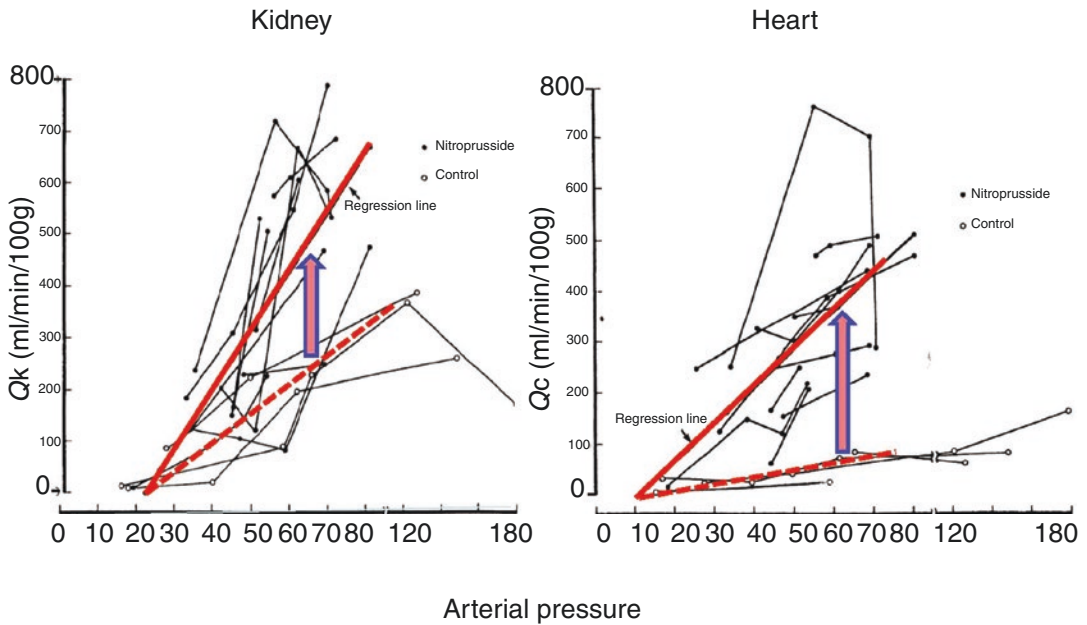 Kidney
800
700
600
500
400
300
200
100
0
Qk (ml/min/100g)
Nitroprusside
Control
Regression line
0 10 20 30 40 50 60 70 120 180
Heart
800
700
600
500
400
300
200
100
0
Qc (ml/min/100g)
Nitroprusside
Control
Regression line
0 10 20 30 40 50 60 70 80 120 180
Arterial pressure